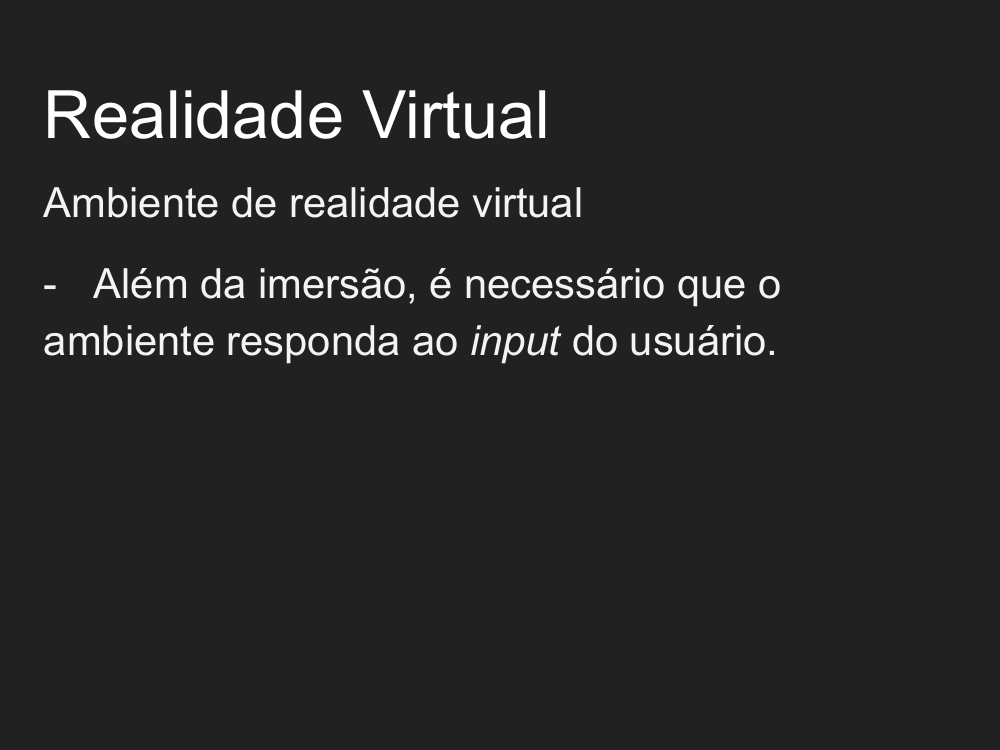 Realidade Virtual
Ambiente de realidade virtual
- Além da imersão, é necessário que o
ambiente responda ao input do usuário.